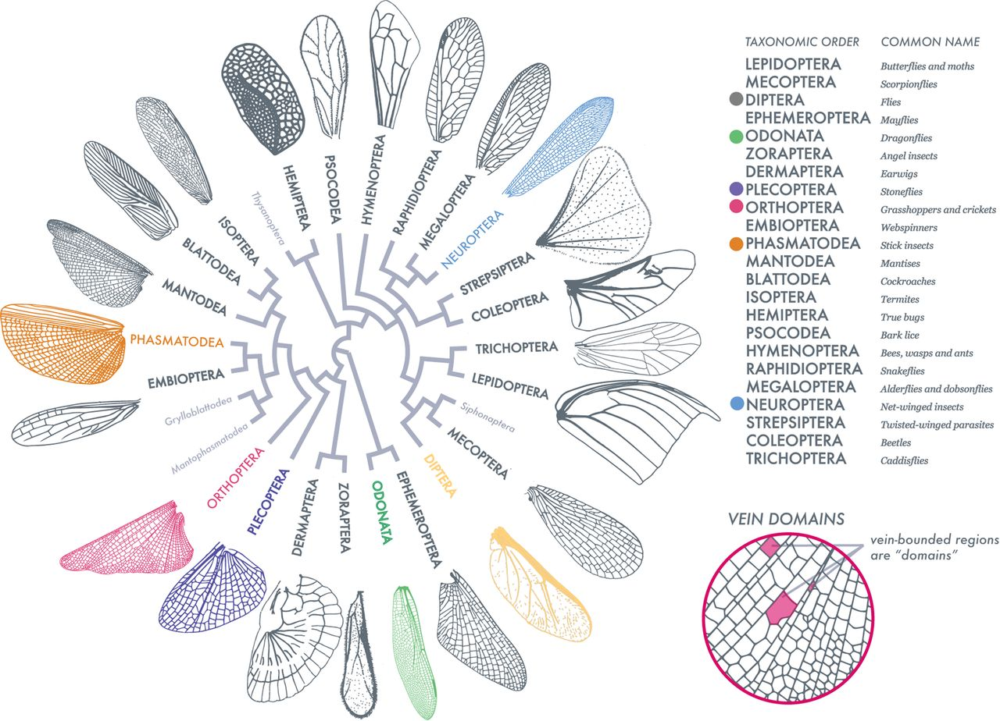 HEMIPTERA
PSOCODEA
HYMENOPTERA
RAPHIDIOPTERA
MEGALOPTERA
NEUROPTERA
STREPSIPTERA
COLEOPTERA
TRICHOPTERA
LEPIDOPTERA
Siphonaptera
MECOPTERA
DIPTERA
EPHEMEROPTERA
ODONATA
ZORAPTERA
DERMAPTERA
PLECOPTERA
ORTHOPTERA
Mantophasmatodea
Grylloblattodea
EMBIOPTERA
PHASMATODEA
MANTODEA
BLATTODEA
ISOPTERA
Thysanoptera
TAXONOMIC ORDER COMMON NAME
LEPIDOPTERA Butterflies and moths
MECOPTERA Scorpionflies
DIPTERA Flies
EPHEMEROPTERA Mayflies
ODONATA Dragonflies
ZORAPTERA Angel insects
DERMAPTERA Earwigs
PLECOPTERA Stoneflies
ORTHOPTERA Grasshoppers and crickets
EMBIOPTERA Webspinners
PHASMATODEA Stick insects
MANTODEA Mantises
BLATTODEA Cockroaches
ISOPTERA Termites
HEMIPTERA True bugs
PSOCODEA Bark lice
HYMENOPTERA Bees, wasps and ants
RAPHIDIOPTERA Snakeflies
MEGALOPTERA Alderflies and dobsonflies
NEUROPTERA Net-winged insects
STREPSIPTERA Twisted-winged parasites
COLEOPTERA Beetles
TRICHOPTERA Caddisflies
VEIN DOMAINS
vein-bounded regions
are “domains”